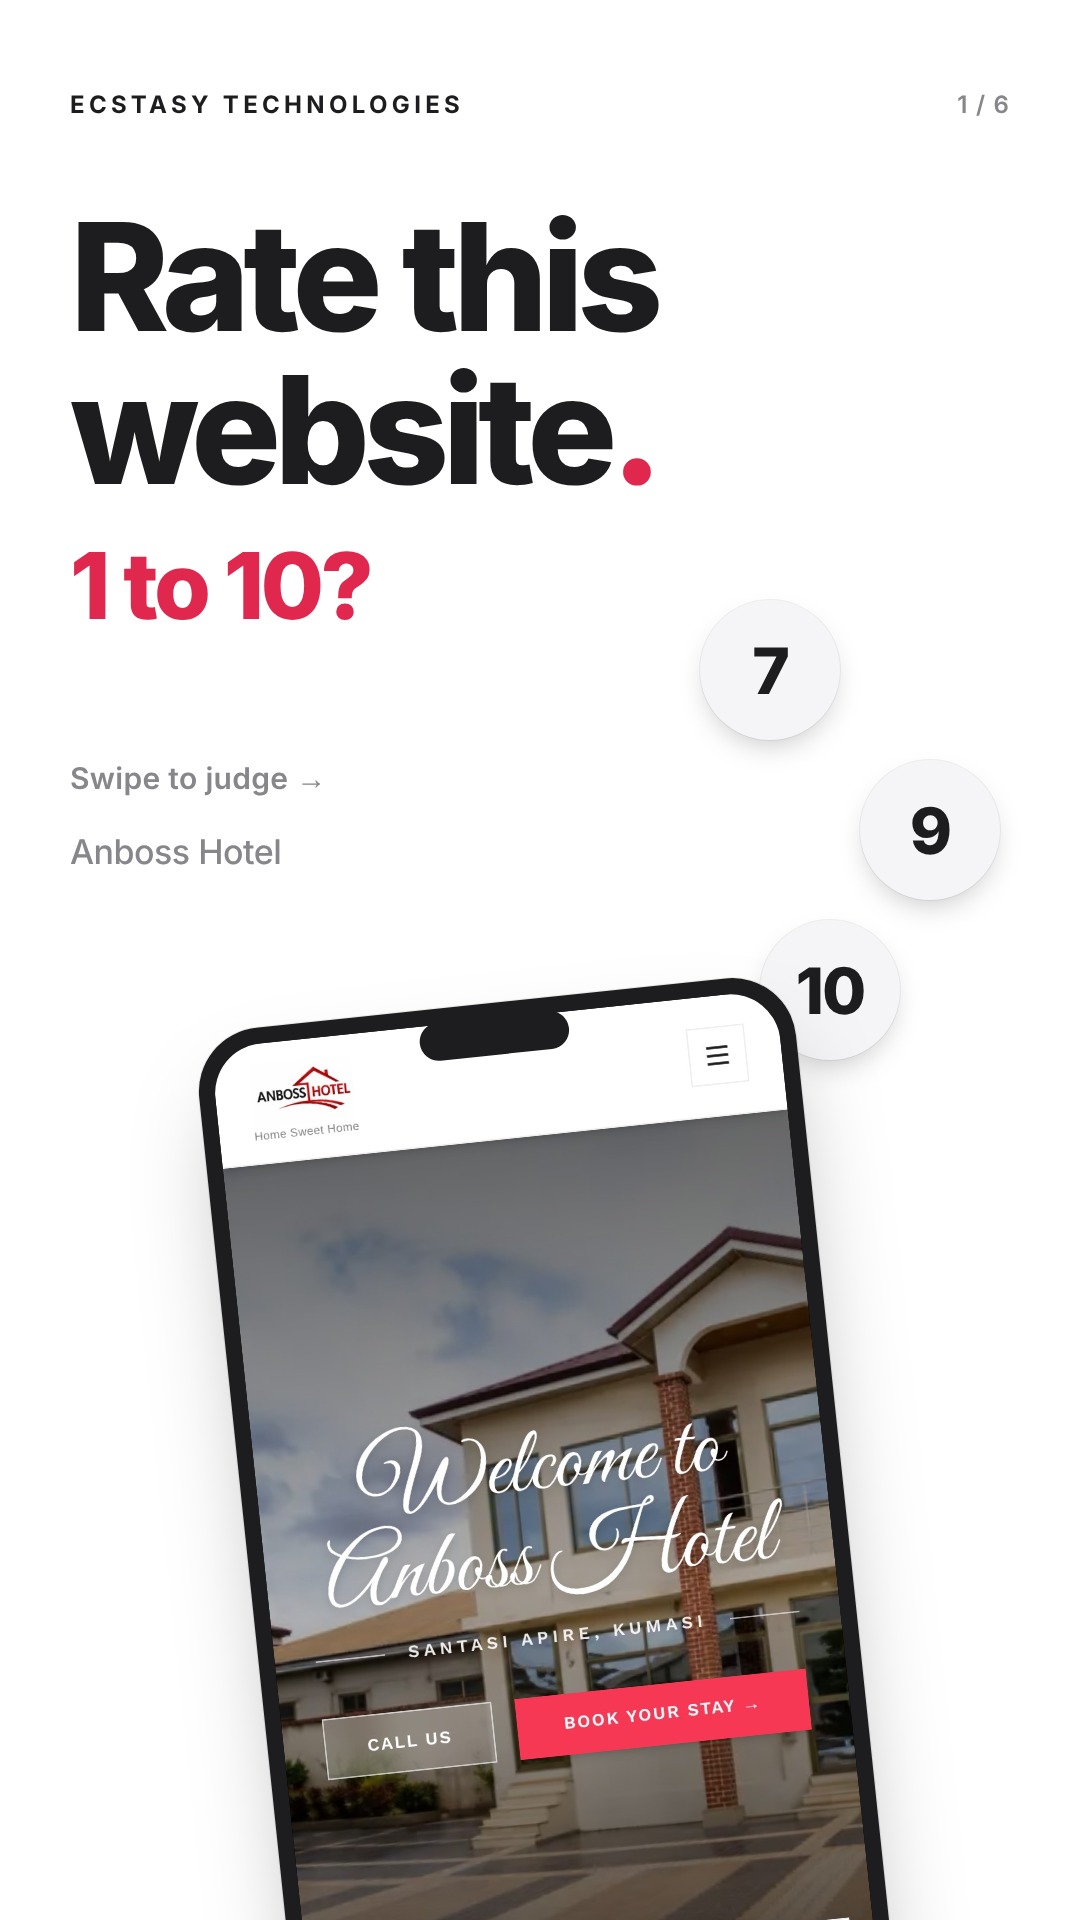 ECSTASY TECHNOLOGIES
1 / 6
Rate this
website.
1 to 10?
7
Swipe to judge →
9
Anboss Hotel
10
ANBOSS HOTEL
Home Sweet Home
Welcome to
Anboss Hotel
SANTASI APIRE, KUMASI
CALL US
BOOK YOUR STAY →